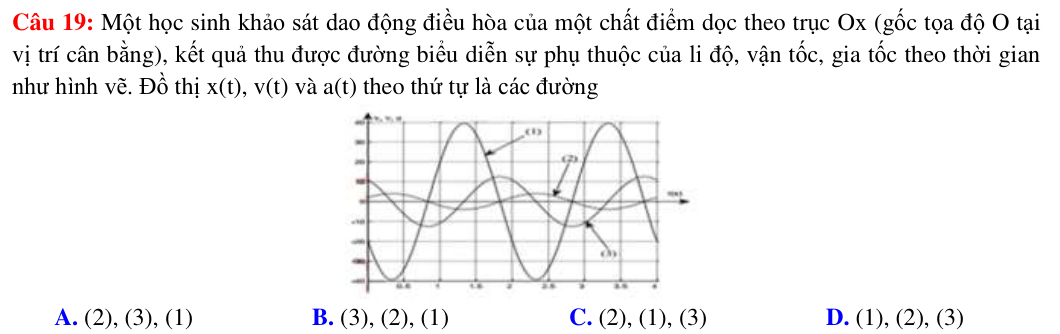 Câu 19: Một học sinh khảo sát dao động điều hòa của một chất điểm dọc theo trục Ox (gốc tọa độ O tại
vị trí cân bằng), kết quả thu được đường biểu diễn sự phụ thuộc của li độ, vận tốc, gia tốc theo thời gian
như hình vẽ. Đồ thị x(t), v(t) và a(t) theo thứ tự là các đường
(1)
(2)
(3)
0.5 1 1.5 2 2.5 3 3.5 4
A. (2), (3), (1) B. (3), (2), (1) C. (2), (1), (3) D. (1), (2), (3)